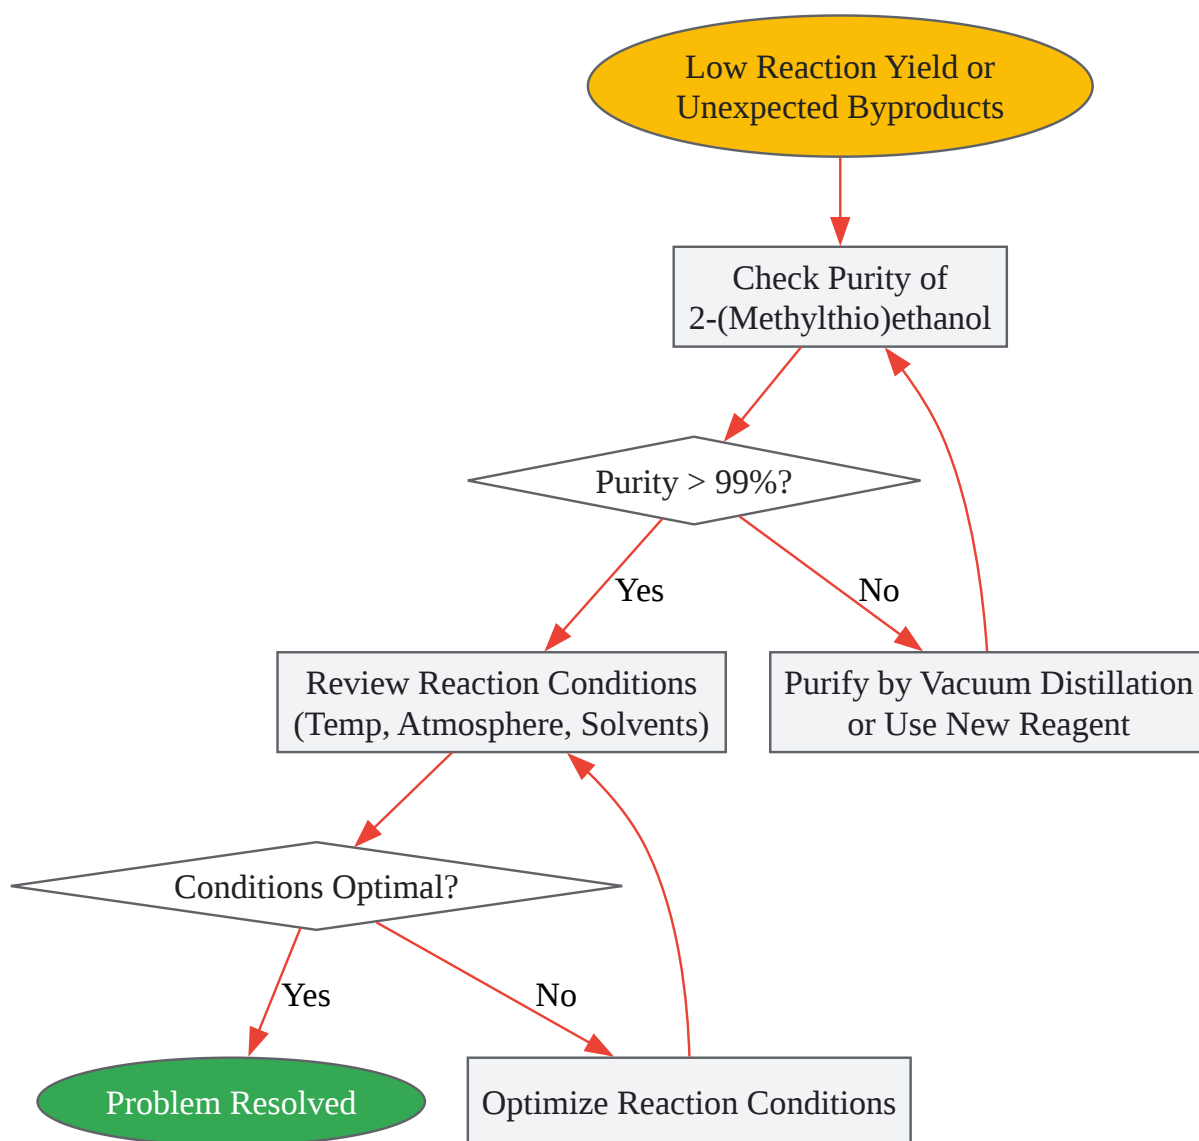 Low Reaction Yield or
Unexpected Byproducts
Check Purity of
2-(Methylthio)ethanol
Purity > 99%?
Yes
No
Review Reaction Conditions
(Temp, Atmosphere, Solvents)
Purify by Vacuum Distillation
or Use New Reagent
Conditions Optimal?
Yes
No
Problem Resolved
Optimize Reaction Conditions